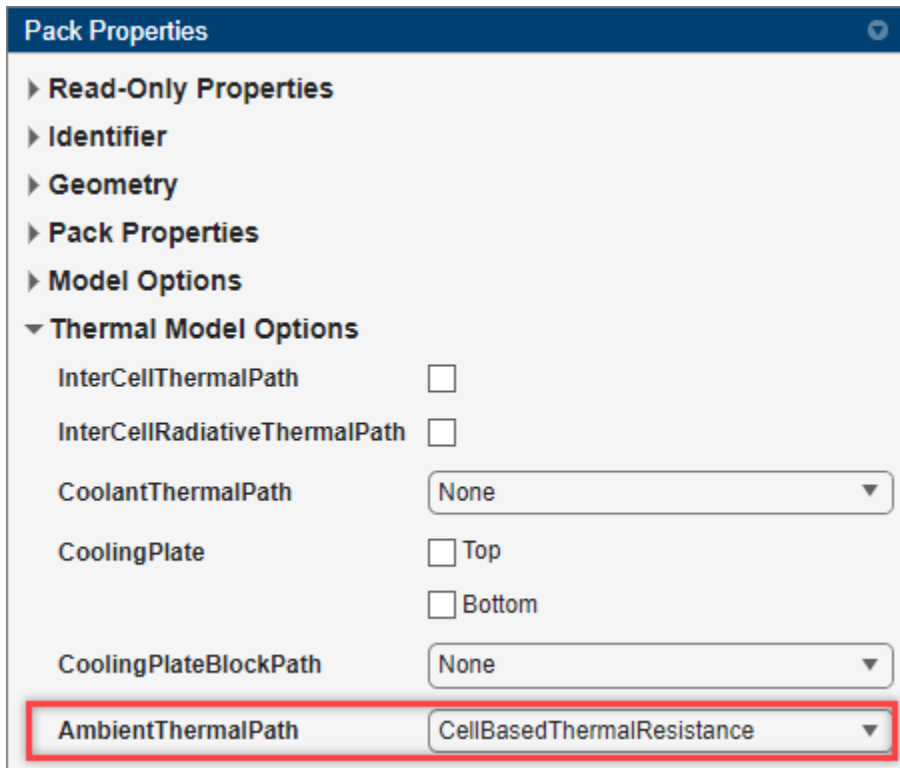 Pack Properties
Read-Only Properties
Identifier
Geometry
Pack Properties
Model Options
Thermal Model Options
InterCellThermalPath
InterCellRadiativeThermalPath
CoolantThermalPath None
CoolingPlate Top
Bottom
CoolingPlateBlockPath None
AmbientThermalPath CellBasedThermalResistance